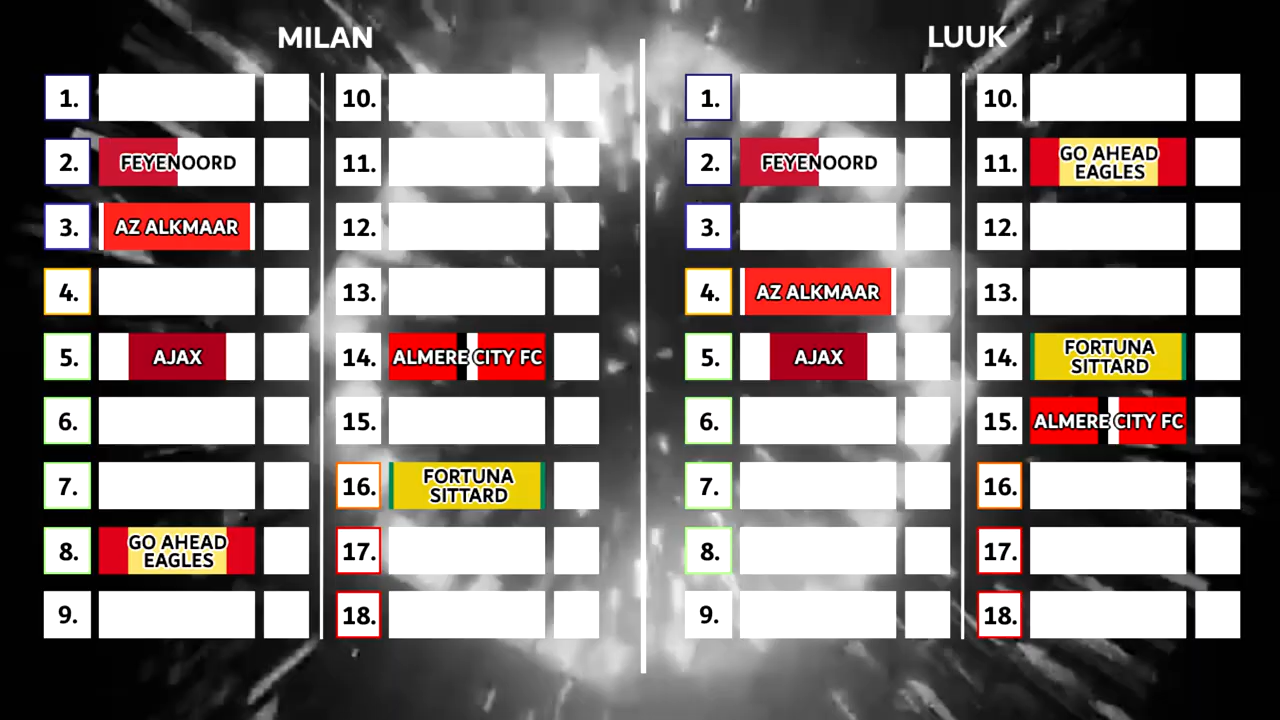 MILAN
1.
2. FEYENOORD
3. AZ ALKMAAR
4.
5. AJAX
6.
7.
8. GO AHEAD
EAGLES
9.
10.
11.
12.
13.
14. ALMERE CITY FC
15.
16. FORTUNA
SITTARD
17.
18.
LUUK
1.
2. FEYENOORD
3.
4. AZ ALKMAAR
5. AJAX
6.
7.
8.
9.
10.
11. GO AHEAD
EAGLES
12.
13.
14. FORTUNA
SITTARD
15. ALMERE CITY FC
16.
17.
18.